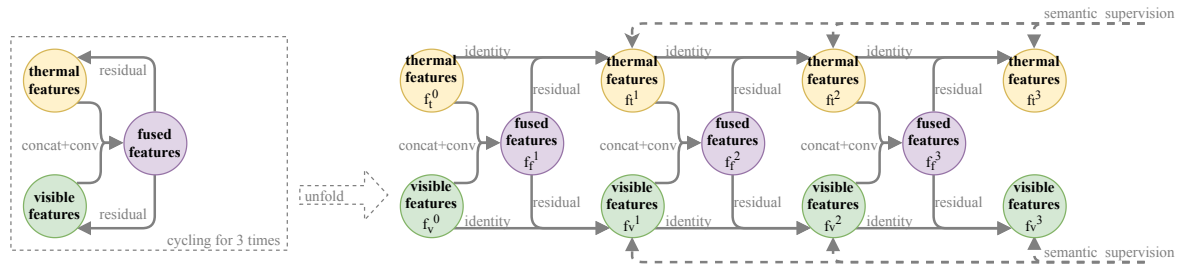 thermal
features
residual
concat+conv
fused
features
visible
features
residual
cycling for 3 times
unfold
semantic supervision
thermal
features
f_t^0
identity
residual
concat+conv
fused
features
f_f^1
visible
features
f_v^0
identity
residual
thermal
features
ft^1
identity
residual
concat+conv
fused
features
f_f^2
visible
features
f_v^1
identity
residual
thermal
features
ft^2
identity
residual
concat+conv
fused
features
f_f^3
visible
features
fv^2
identity
residual
thermal
features
ft^3
visible
features
fv^3
semantic supervision